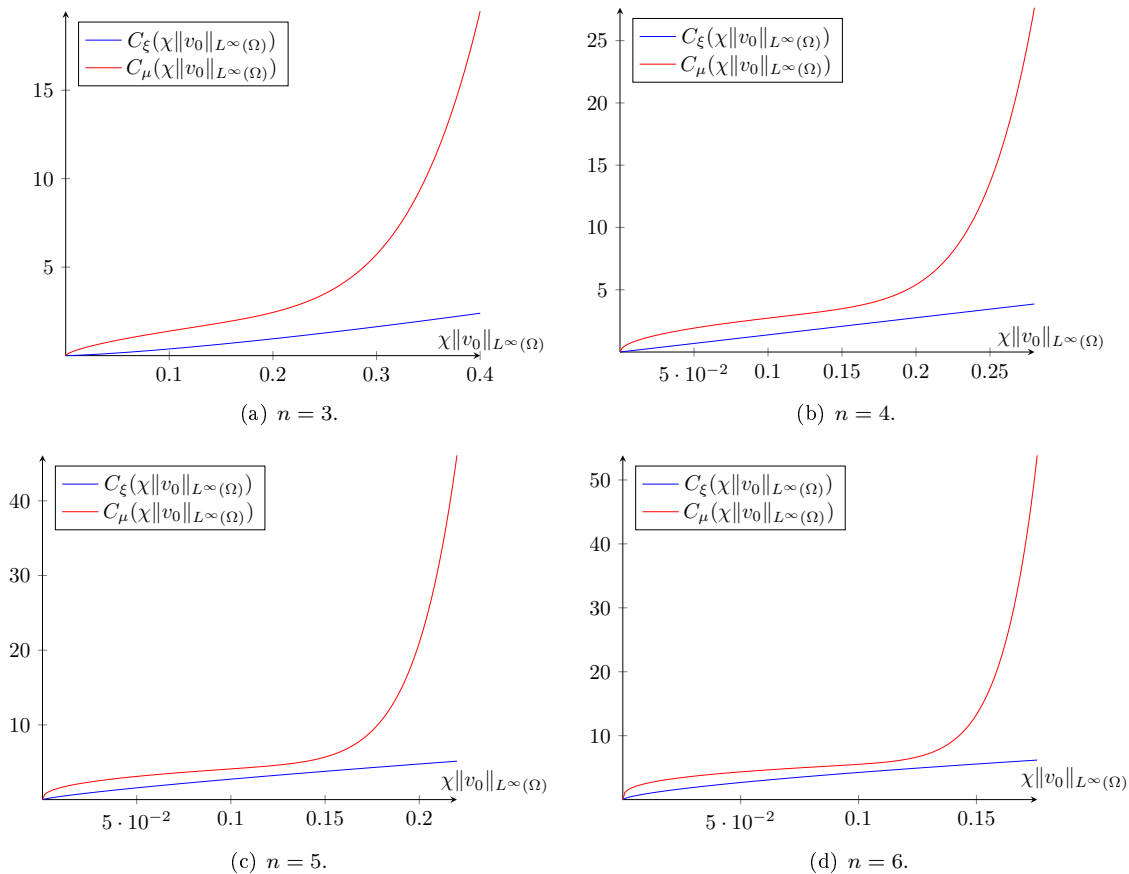 C_ξ(χ‖v_0‖_{L^∞(Ω)})
C_μ(χ‖v_0‖_{L^∞(Ω)})
15
10
5
χ‖v_0‖_{L^∞(Ω)}
0.1 0.2 0.3 0.4
(a) n = 3.
C_ξ(χ‖v_0‖_{L^∞(Ω)})
C_μ(χ‖v_0‖_{L^∞(Ω)})
25
20
15
10
5
χ‖v_0‖_{L^∞(Ω)}
5 · 10^{-2} 0.1 0.15 0.2 0.25
(b) n = 4.
C_ξ(χ‖v_0‖_{L^∞(Ω)})
C_μ(χ‖v_0‖_{L^∞(Ω)})
40
30
20
10
χ‖v_0‖_{L^∞(Ω)}
5 · 10^{-2} 0.1 0.15 0.2
(c) n = 5.
C_ξ(χ‖v_0‖_{L^∞(Ω)})
C_μ(χ‖v_0‖_{L^∞(Ω)})
50
40
30
20
10
χ‖v_0‖_{L^∞(Ω)}
5 · 10^{-2} 0.1 0.15
(d) n = 6.